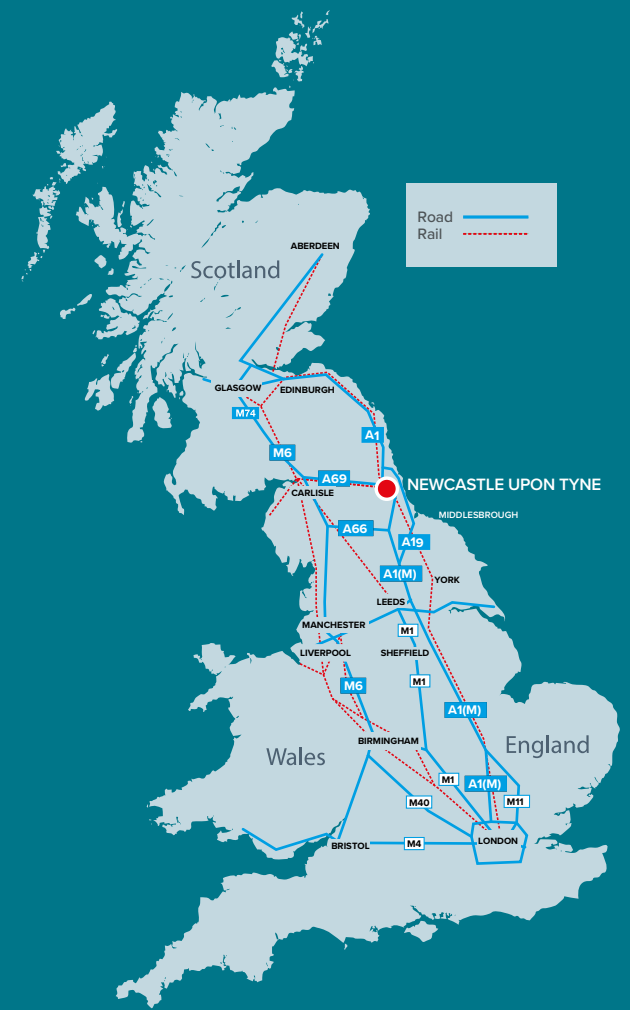 Road
Rail
ABERDEEN
Scotland
GLASGOW
EDINBURGH
M74
A1
M6
A69
NEWCASTLE UPON TYNE
CARLISLE
MIDDLESBROUGH
A66
A19
A1(M)
YORK
LEEDS
MANCHESTER
M1
LIVERPOOL
SHEFFIELD
M1
M6
A1(M)
BIRMINGHAM
England
Wales
M1
A1(M)
M40
M11
LONDON
BRISTOL
M4